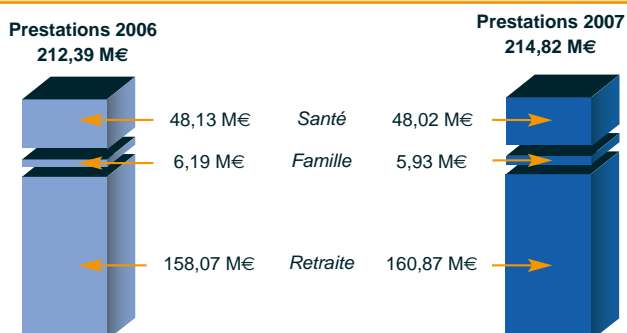 Prestations 2006
212,39 M€
Prestations 2007
214,82 M€
48,13 M€ Santé 48,02 M€
6,19 M€ Famille 5,93 M€
158,07 M€ Retraite 160,87 M€